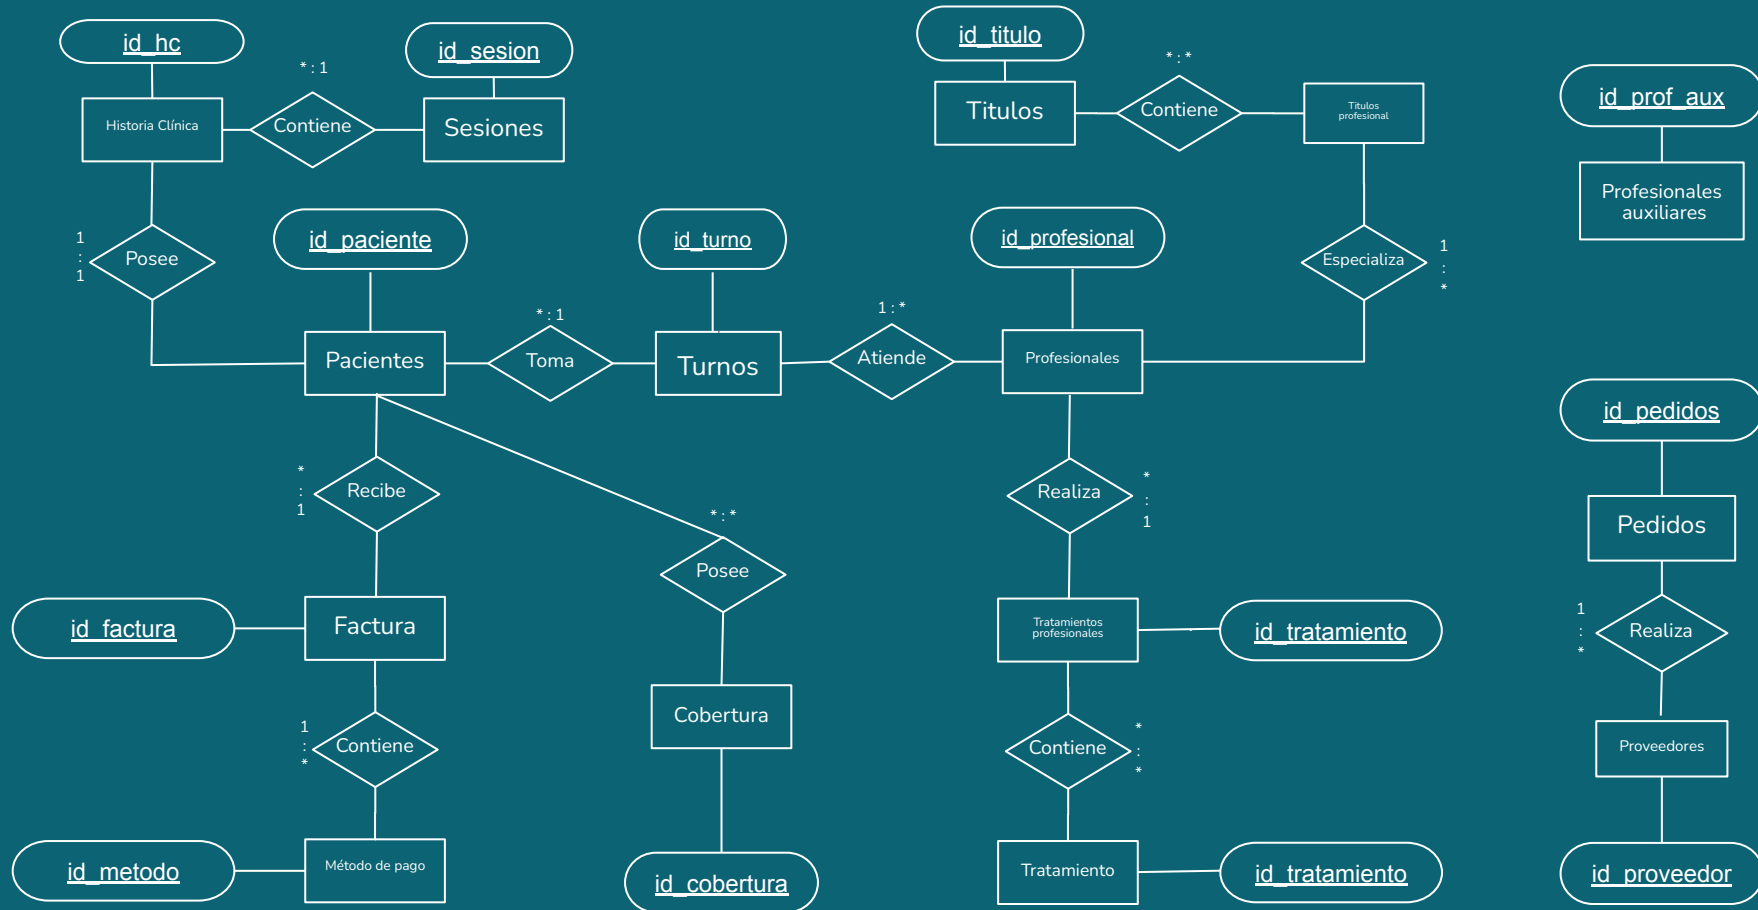 id_hc
id_sesion
id_titulo
* : 1
* : *
id_prof_aux
Historia Clínica
Contiene
Sesiones
Titulos
Contiene
Titulos
profesional
Profesionales
auxiliares
1
:
1
Posee
id_paciente
id_turno
id_profesional
Especializa
1
:
*
* : 1
1 : *
Pacientes
Toma
Turnos
Atiende
Profesionales
id_pedidos
*
:
1
Recibe
Realiza
*
:
1
Pedidos
* : *
Posee
id_factura
Factura
Tratamientos
profesionales
id_tratamiento
1
:
*
Realiza
Cobertura
1
:
*
Contiene
Contiene
*
:
*
Proveedores
id_metodo
Método de pago
id_cobertura
Tratamiento
id_tratamiento
id_proveedor